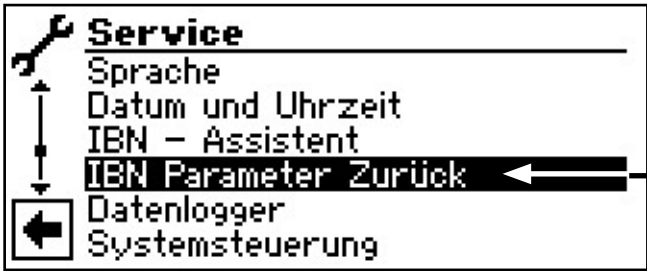 Service
Sprache
Datum und Uhrzeit
IBN - Assistent
IBN Parameter Zurück
Datenlogger
Systemsteuerung